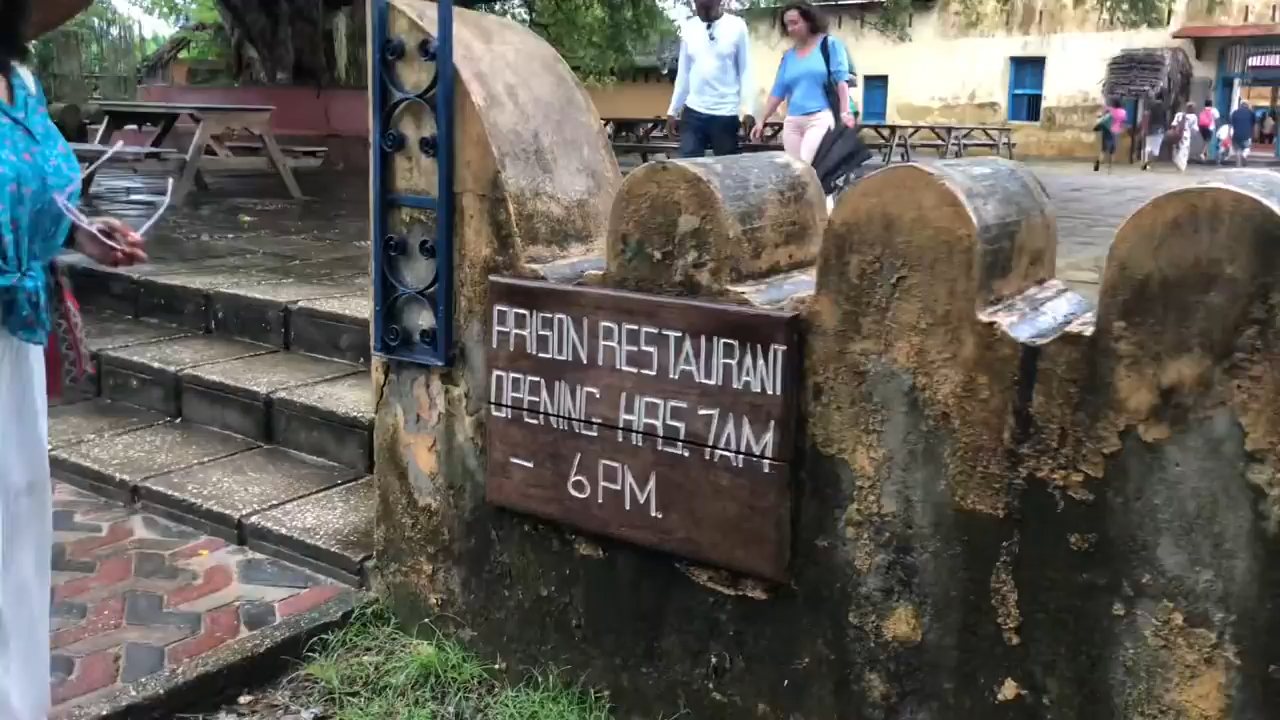 PRISON RESTAURANT
OPENING HRS. 7AM
- 6PM.